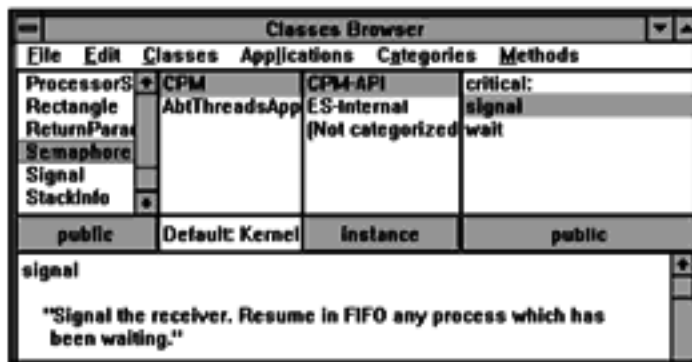 Classes Browser
File Edit Classes Applications Categories Methods
ProcessorS
Rectangle
ReturnParad
Semaphore
Signal
StackInfo
CPM
AbtThreadsApp
CPM-API
ES-Internal
(Not categorized
critical:
signal
wait
public
Default: Kernel
instance
public
signal
"Signal the receiver. Resume in FIFO any process which has
been waiting."